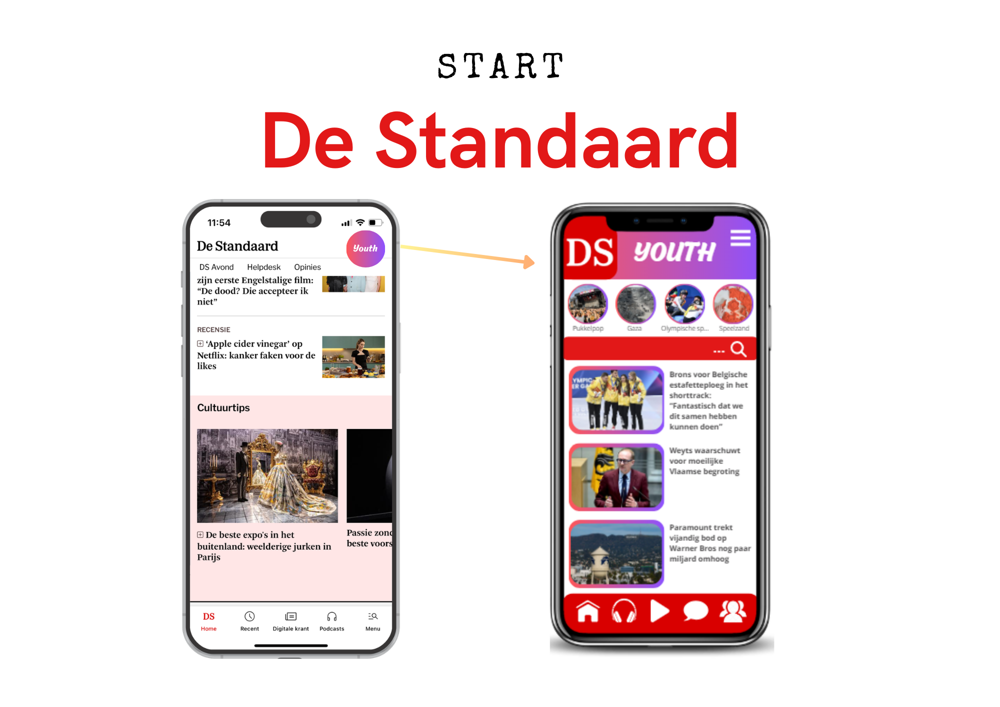 START
De Standaard
11:54
De Standaard
Youth
DS Avond Helpdesk Opinies
zijn eerste Engelstalige film:
“De dood? Die accepteer ik
niet”
RECENSIE
‘Apple cider vinegar’ op
Netflix: kanker faken voor de
likes
Cultuurtips
De beste expo's in het
buitenland: weelderige jurken in
Parijs
Passie zond
beste voors
DS
Home Recent Digitale krant Podcasts Menu
DS YOUTH
Pukkelpop Gaza Olympische sp... Speelzand
...
YMPIC
ER GA
Brons voor Belgische
estafetteploeg in het
shorttrack:
“Fantastisch dat we
dit samen hebben
kunnen doen”
Weyts waarschuwt
voor moeilijke
Vlaamse begroting
Paramount trekt
vijandig bod op
Warner Bros nog paar
miljard omhoog